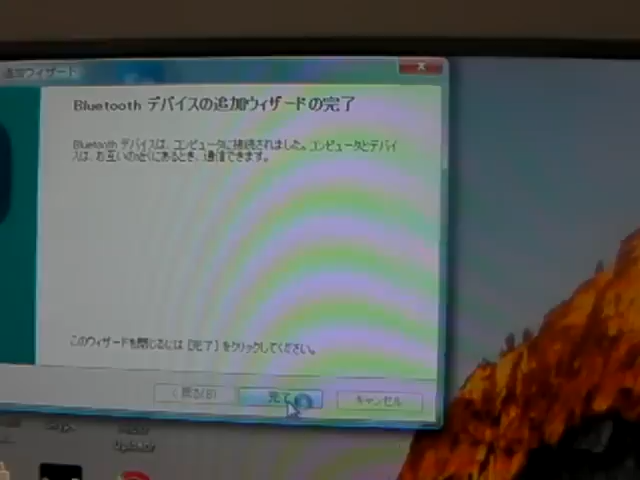 追加ウィザード
Bluetooth デバイスの追加ウィザードの完了
Bluetooth デバイスは、コンピュータに接続されました。コンピュータとデバイ
スは、お互いの近くにあるとき、通信できます。
このウィザードを閉じるには [完了] をクリックしてください。
< 戻る(B)
完了
キャンセル
Uploader